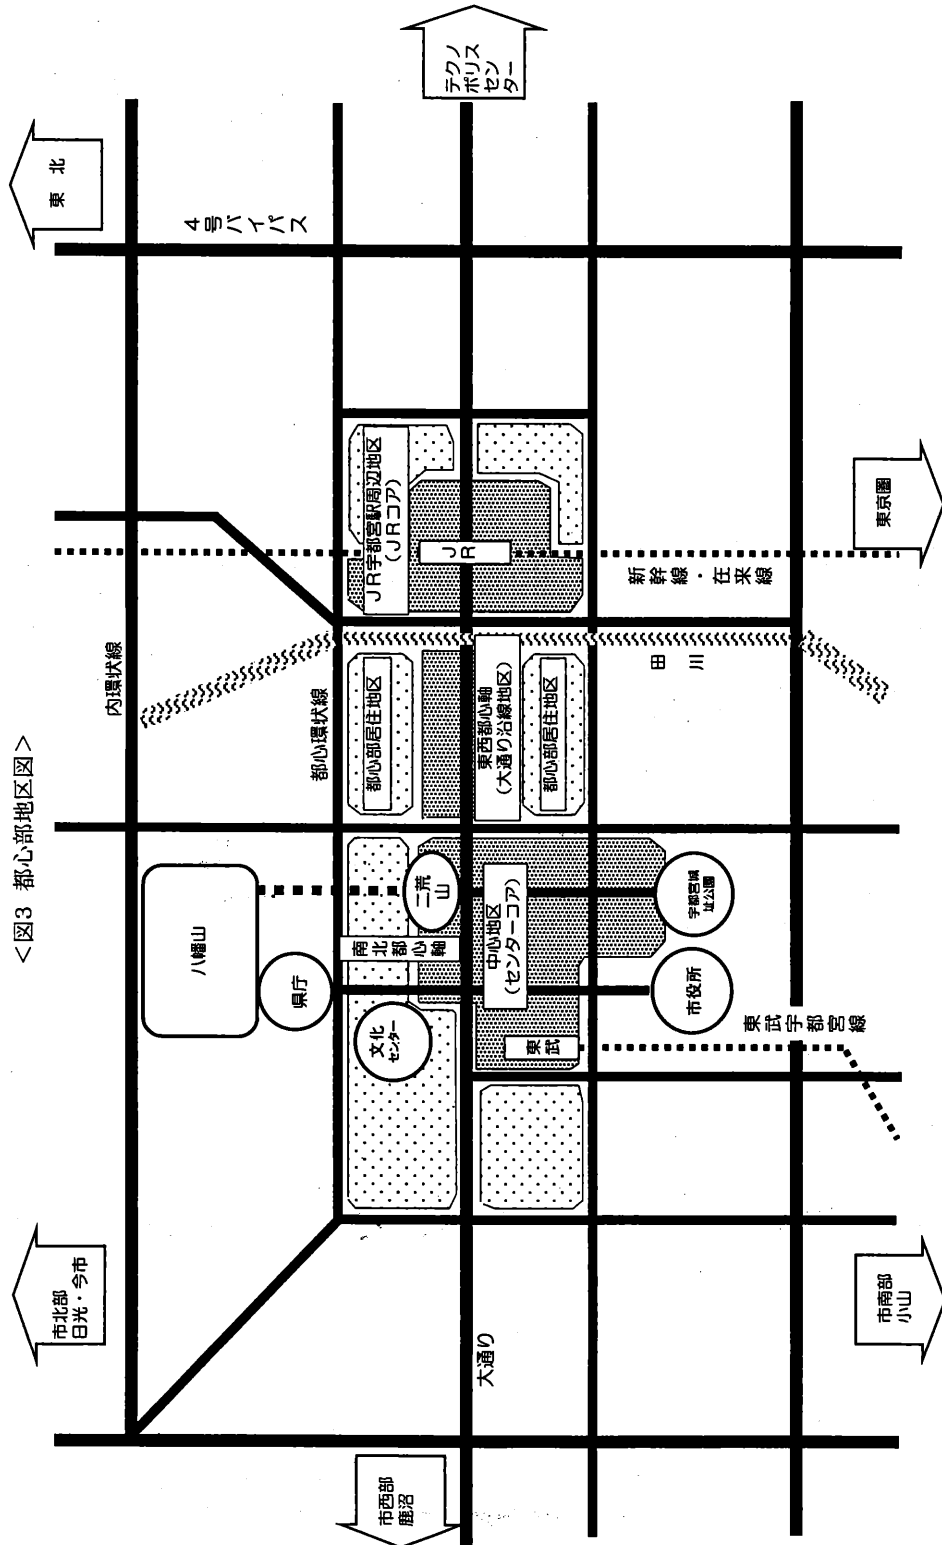 <図3 都心部地区図>
市北部
日光・今市
東 北
内環状線
4号バイパス
八幡山
県庁
都心環状線
南北都心軸
文化
センター
二荒
山
都心部居住地区
JR宇都宮駅周辺地区
(JRコア)
市西部
鹿沼
大通り
中心地区
(センターコア)
東西都心軸
(大通り沿線地区)
JR
テクノ
ポリス
セン
ター
東武
都心部居住地区
市役所
宇都宮城
址公園
田 川
新幹線・在来線
東武宇都宮線
市南部
小山
東京圏